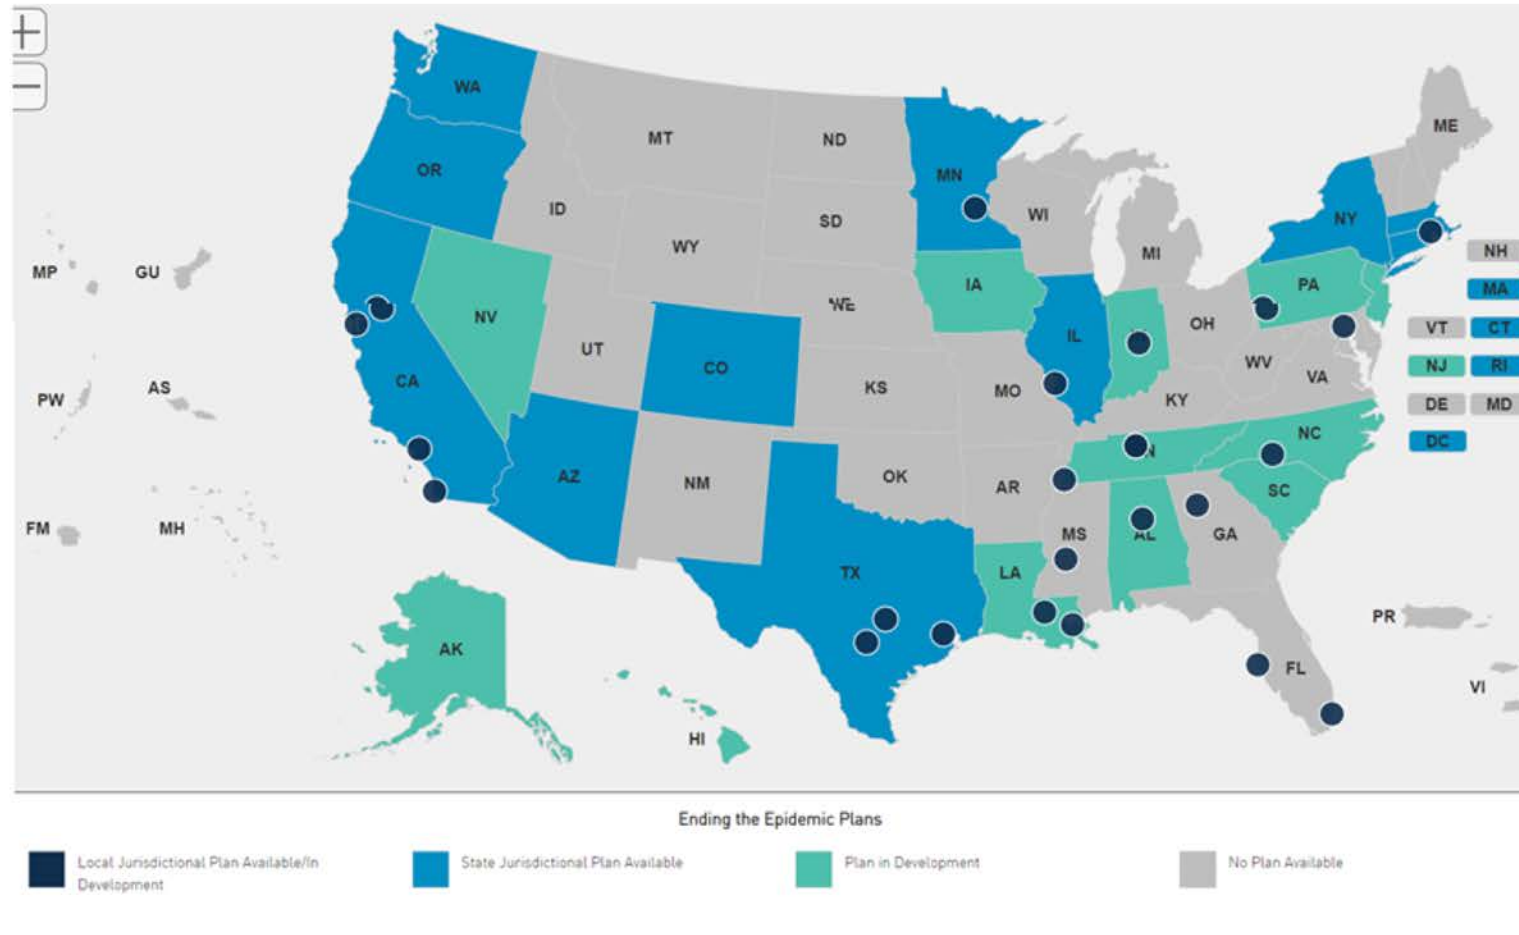 WA
ME
MT
ND
OR
MN
ID
SD
WI
NY
WY
MI
NH
MP
GU
IA
PA
MA
NV
OH
VT
CT
UT
IL
CO
WV
NJ
RI
CA
KS
MO
VA
PW
AS
KY
DE
MD
NC
DC
AZ
NM
OK
AR
SC
FM
MH
MS
AL
GA
TX
LA
PR
AK
FL
VI
HI
Ending the Epidemic Plans
Local Jurisdictional Plan Available/In
Development
State Jurisdictional Plan Available
Plan in Development
No Plan Available